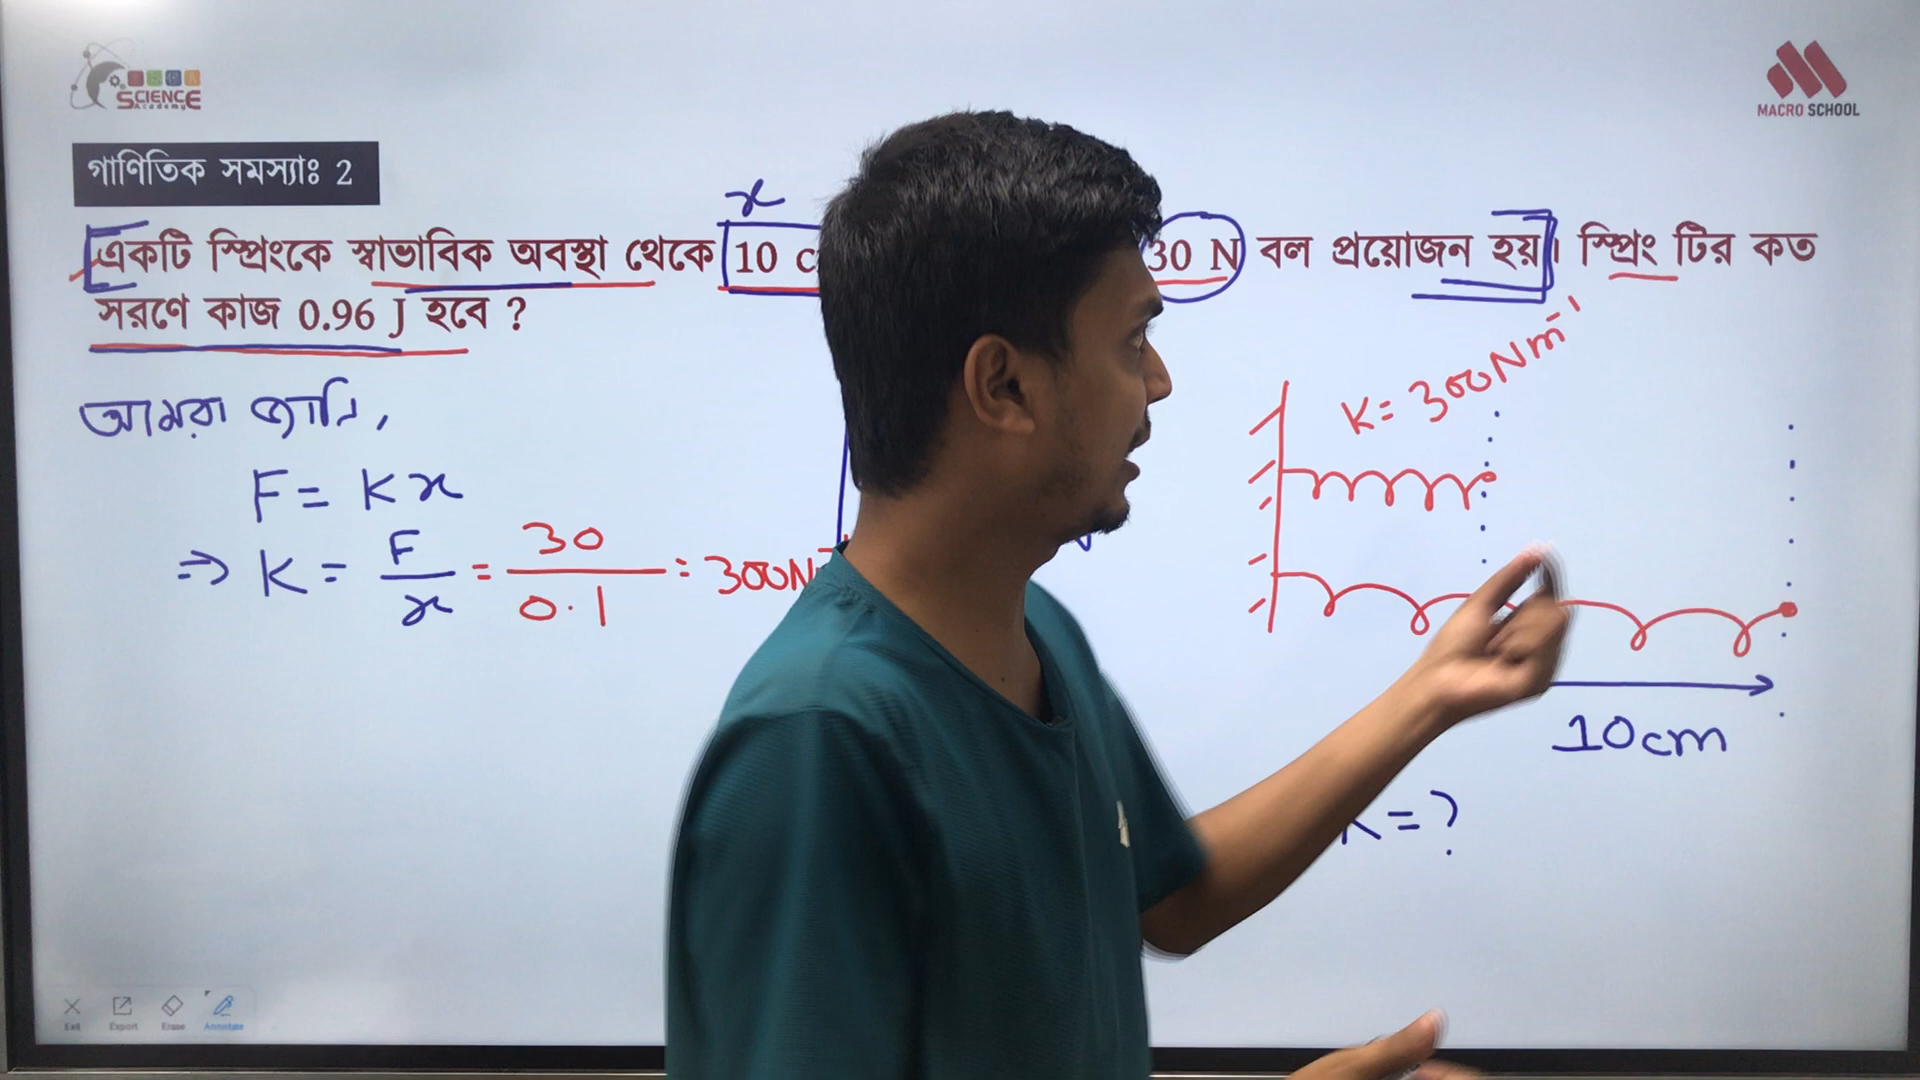 SCIENCE
Academy
MACRO SCHOOL
গাণিতিক সমস্যাঃ 2
x
একটি স্প্রিংকে স্বাভাবিক অবস্থা থেকে 10 c 30 N বল প্রয়োজন হয়। স্প্রিং টির কত
সরণে কাজ 0.96 J হবে ?
আমরা জানি,
F = Kx
⇒ K = F/x = 30/0.1 = 300N
K = 300Nm⁻¹
10cm
K = ?
Exit Export Erase Annotate